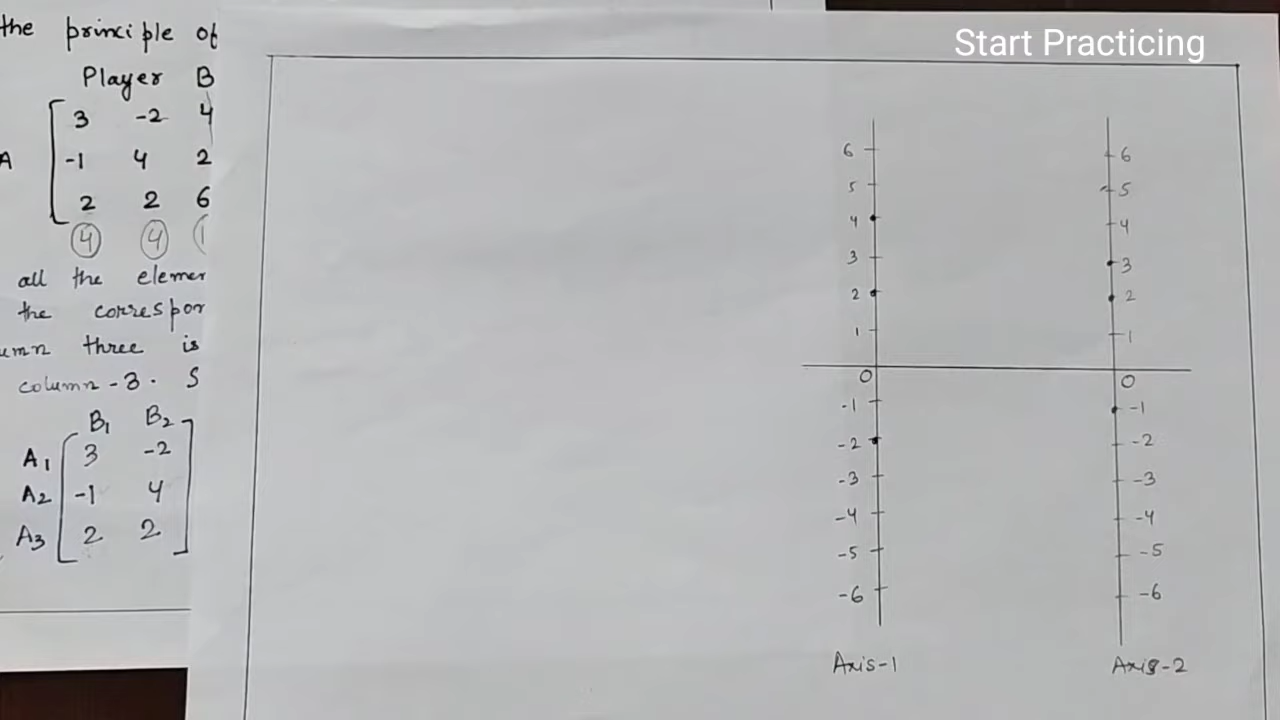 Start Practicing
the principle of
Player B
3 -2 4
A -1 4 2
2 2 6
4 4
all the elemen
the correspon
umn three is
column-3. S
B1 B2
A1 3 -2
A2 -1 4
A3 2 2
6 6
5 5
4 4
3 3
2 2
1 1
0 0
-1 -1
-2 -2
-3 -3
-4 -4
-5 -5
-6 -6
Axis-1 Axis-2